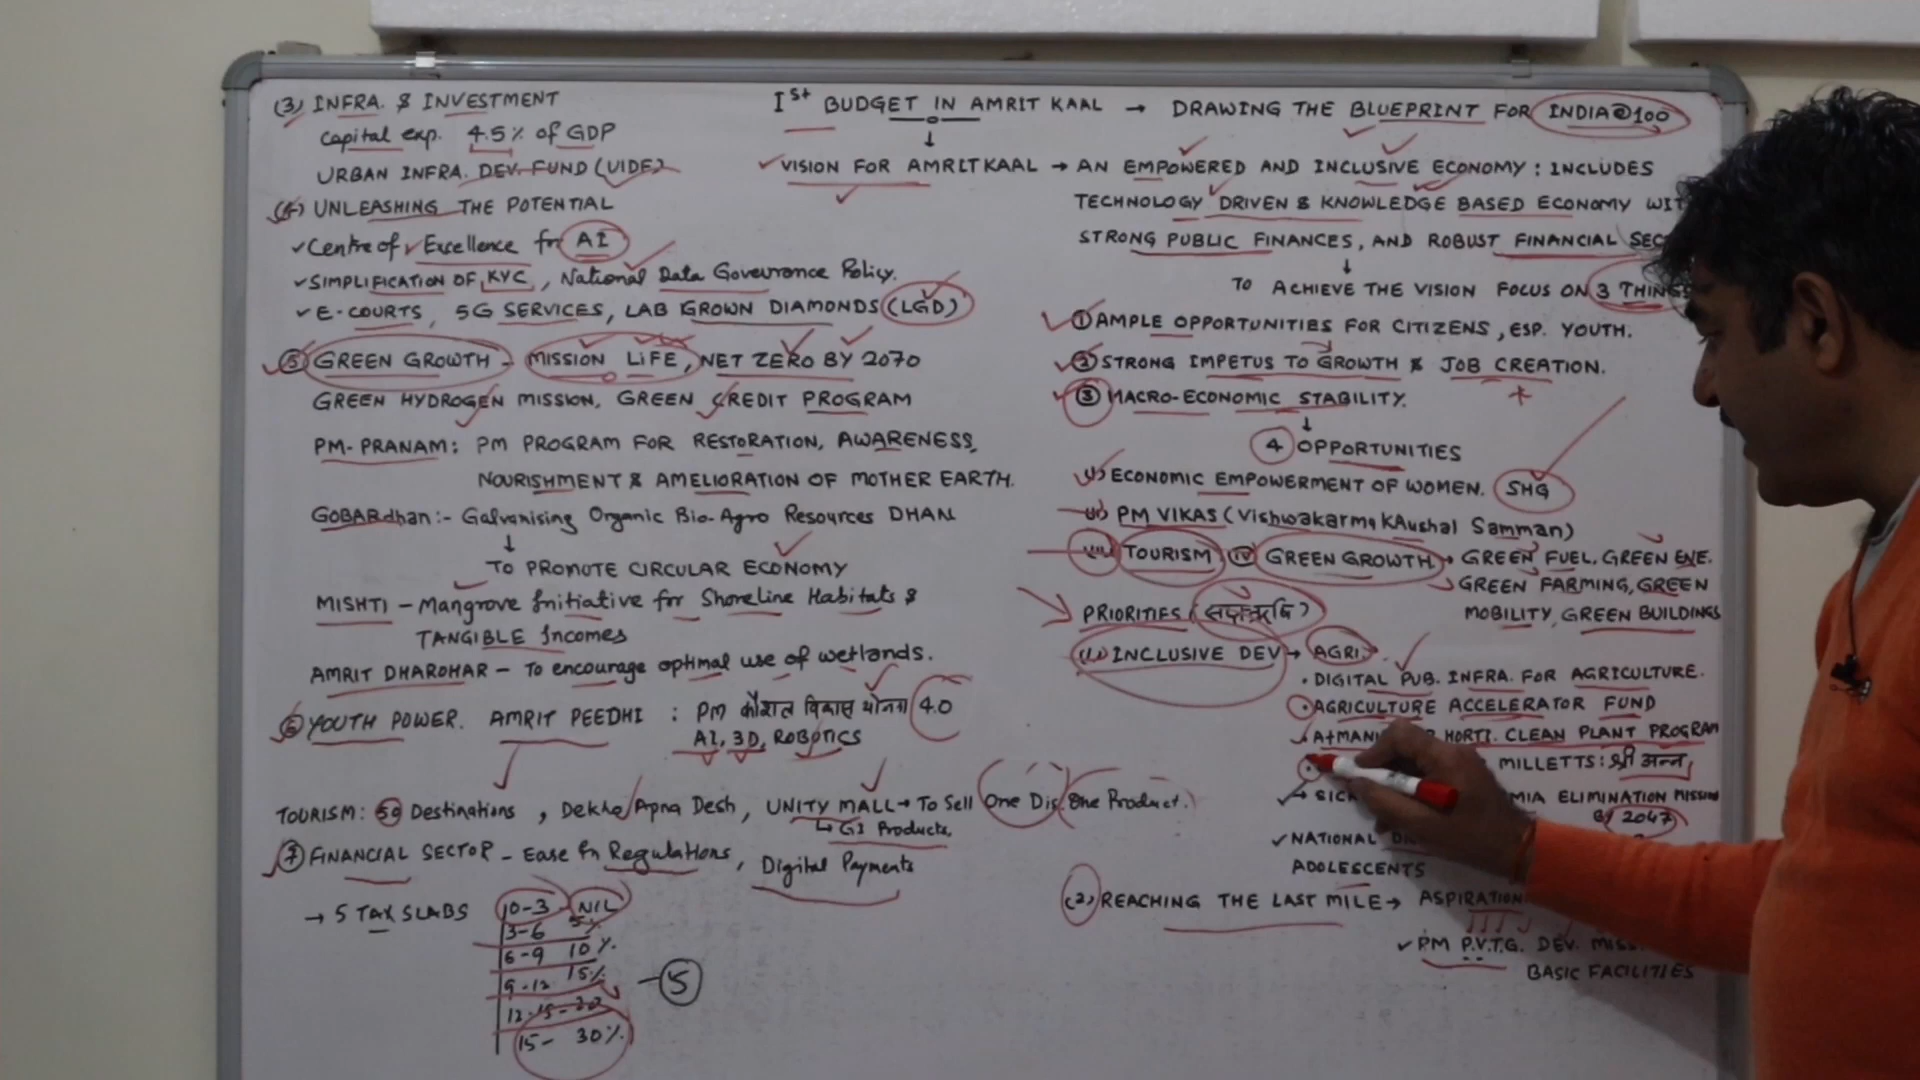 Ist BUDGET IN AMRIT KAAL → DRAWING THE BLUEPRINT FOR INDIA@100
↓
VISION FOR AMRITKAAL → AN EMPOWERED AND INCLUSIVE ECONOMY: INCLUDES
TECHNOLOGY DRIVEN & KNOWLEDGE BASED ECONOMY
STRONG PUBLIC FINANCES, AND ROBUST FINANCIAL
↓
TO ACHIEVE THE VISION FOCUS ON 3 THINGS
① AMPLE OPPORTUNITIES FOR CITIZENS, ESP. YOUTH.
② STRONG IMPETUS TO GROWTH & JOB CREATION.
③ MACRO-ECONOMIC STABILITY.
↓
4 OPPORTUNITIES
(i) ECONOMIC EMPOWERMENT OF WOMEN. SHG
(ii) PM VIKAS (Vishwakarma KAushal Samman)
(iii) TOURISM (iv) GREEN GROWTH → GREEN FUEL, GREEN ENE.
GREEN FARMING, GREEN
MOBILITY, GREEN BUILDINGS
PRIORITIES
(1) INCLUSIVE DEV → AGRI.
• DIGITAL PUB. INFRA. FOR AGRICULTURE.
• AGRICULTURE ACCELERATOR FUND
HORTI. CLEAN PLANT PROGRAM
• MILLETTS: श्री अन्न
ELIMINATION MISSION
BY 2047
NATIONAL
ADOLESCENTS
(2) REACHING THE LAST MILE →
PM P.V.T.G. DEV.
BASIC FACILITIES
(3) INFRA. & INVESTMENT
Capital exp. 4.5% of GDP
URBAN INFRA. DEV. FUND (UIDF)
(4) UNLEASHING THE POTENTIAL
Centre of Excellence for AI
SIMPLIFICATION OF KYC, National Data Goveurance Policy.
E-COURTS, 5G SERVICES, LAB GROWN DIAMONDS (LGD)
⑤ GREEN GROWTH - MISSION LiFE, NET ZERO BY 2070
GREEN HYDROGEN MISSION, GREEN CREDIT PROGRAM
PM-PRANAM: PM PROGRAM FOR RESTORATION, AWARENESS,
NOURISHMENT & AMELIORATION OF MOTHER EARTH.
GOBARdhan:- Galvanising Organic Bio-Agro Resources DHAN
↓
TO PROMOTE CIRCULAR ECONOMY
MISHTI - Mangrove Initiative for Shoreline Habitats &
TANGIBLE Incomes
AMRIT DHAROHAR - To encourage optimal use of wetlands.
⑥ YOUTH POWER. AMRIT PEEDHI : PM कौशल विकास योजना 4.0
AI, 3D, ROBOTICS
TOURISM: 50 Destinations, Dekho Apna Desh, UNITY MALL → To Sell One Dis. One Product.
↳ GI Products.
⑦ FINANCIAL SECTOR - Ease in Regulations, Digital Payments
→ 5 TAX SLABS
0-3 - NIL
3-6 5%
6-9 10%
9-12 15%
12-15 - 20
15- 30%
- ⑤